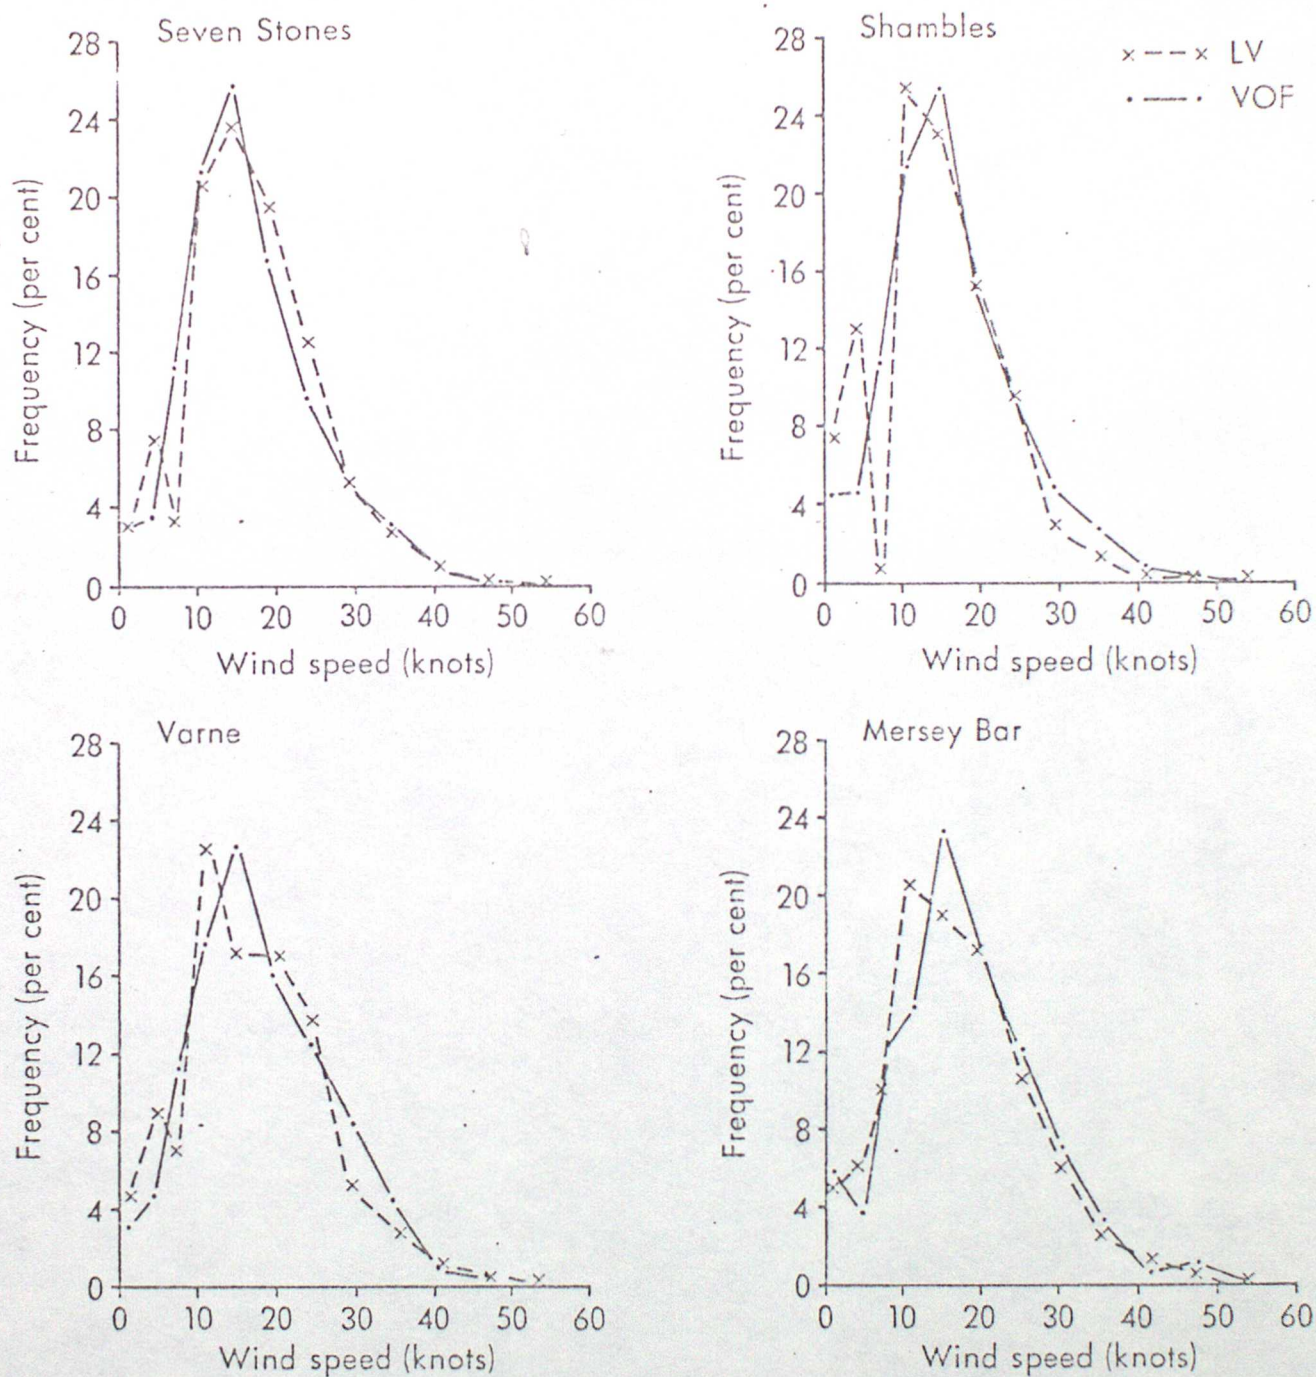 Seven Stones
28
24
20
16
12
8
4
0
Frequency (per cent)
0 10 20 30 40 50 60
Wind speed (knots)
Shambles
LV
VOF
28
24
20
16
12
8
4
0
Frequency (per cent)
0 10 20 30 40 50 60
Wind speed (knots)
Varne
28
24
20
16
12
8
4
0
Frequency (per cent)
0 10 20 30 40 50 60
Wind speed (knots)
Mersey Bar
28
24
20
16
12
8
4
0
Frequency (per cent)
0 10 20 30 40 50 60
Wind speed (knots)